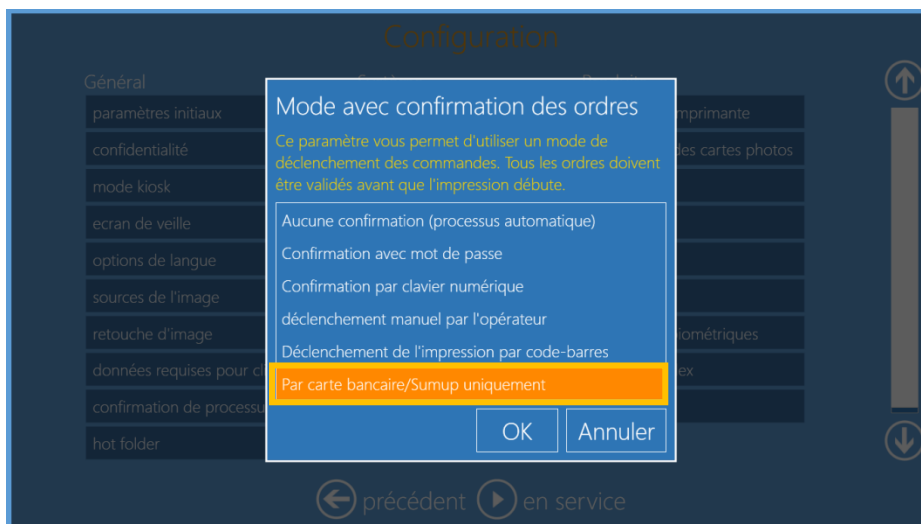 Configuration
Général
paramètres initiaux
confidentialité
mode kiosk
ecran de veille
options de langue
sources de l'image
retouche d'image
données requises pour cl
confirmation de processu
hot folder
Mode avec confirmation des ordres
Ce paramètre vous permet d'utiliser un mode de
déclenchement des commandes. Tous les ordres doivent
être validés avant que l'impression débute.
Aucune confirmation (processus automatique)
Confirmation avec mot de passe
Confirmation par clavier numérique
déclenchement manuel par l'opérateur
Déclenchement de l'impression par code-barres
Par carte bancaire/Sumup uniquement
OK Annuler
mprimante
des cartes photos
iométriques
ex
précédent en service